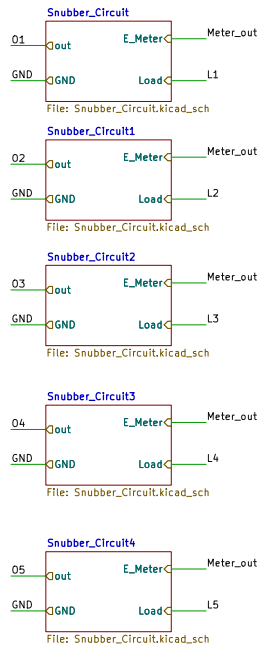 Snubber_Circuit
O1 out E_Meter Meter_out
GND GND Load L1
File: Snubber_Circuit.kicad_sch
Snubber_Circuit1
O2 out E_Meter Meter_out
GND GND Load L2
File: Snubber_Circuit.kicad_sch
Snubber_Circuit2
O3 out E_Meter Meter_out
GND GND Load L3
File: Snubber_Circuit.kicad_sch
Snubber_Circuit3
O4 out E_Meter Meter_out
GND GND Load L4
File: Snubber_Circuit.kicad_sch
Snubber_Circuit4
O5 out E_Meter Meter_out
GND GND Load L5
File: Snubber_Circuit.kicad_sch